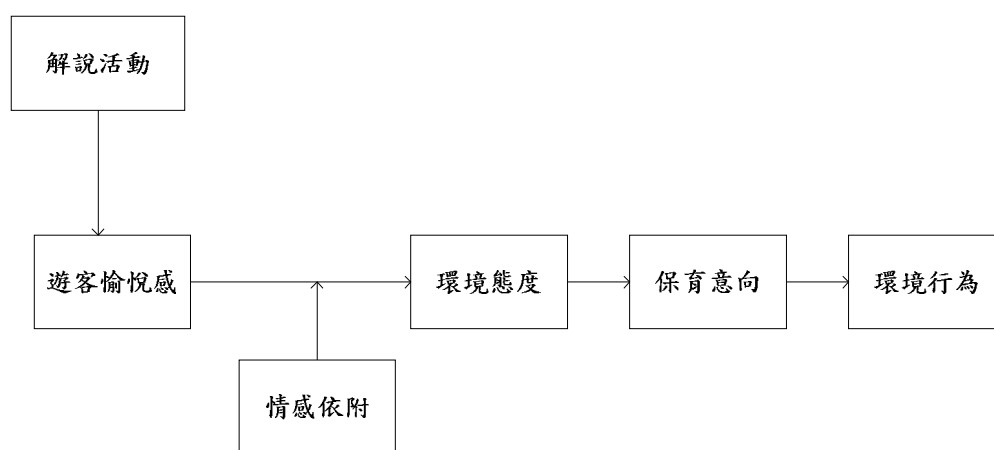 解說活動
遊客愉悅感
環境態度
保育意向
環境行為
情感依附